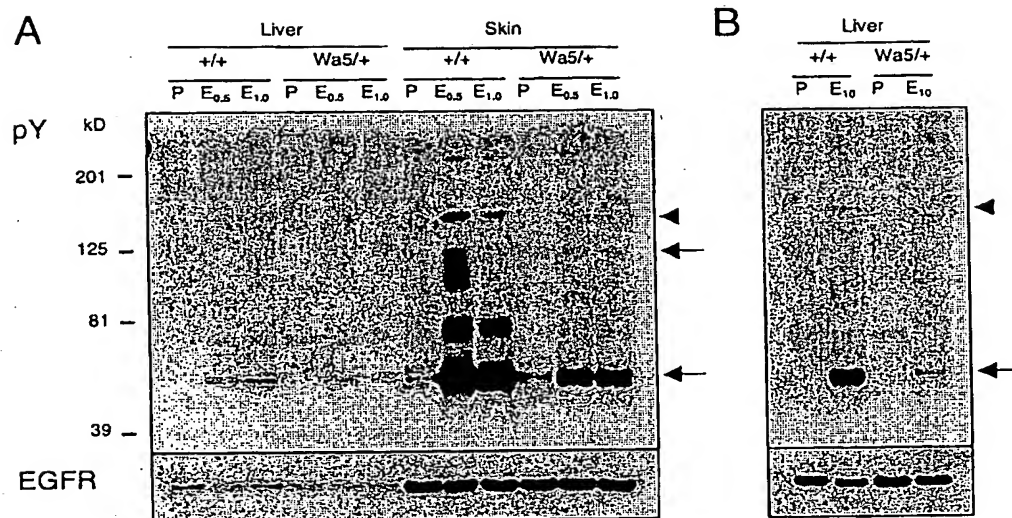 A
B
Liver Skin
Liver
+/+ Wa5/+ +/+ Wa5/+
+/+ Wa5/+
P E0.5 E1.0 P E0.5 E1.0 P E0.5 E1.0 P E0.5 E1.0
P E10 P E10
pY kD
201
125
81
39
EGFR